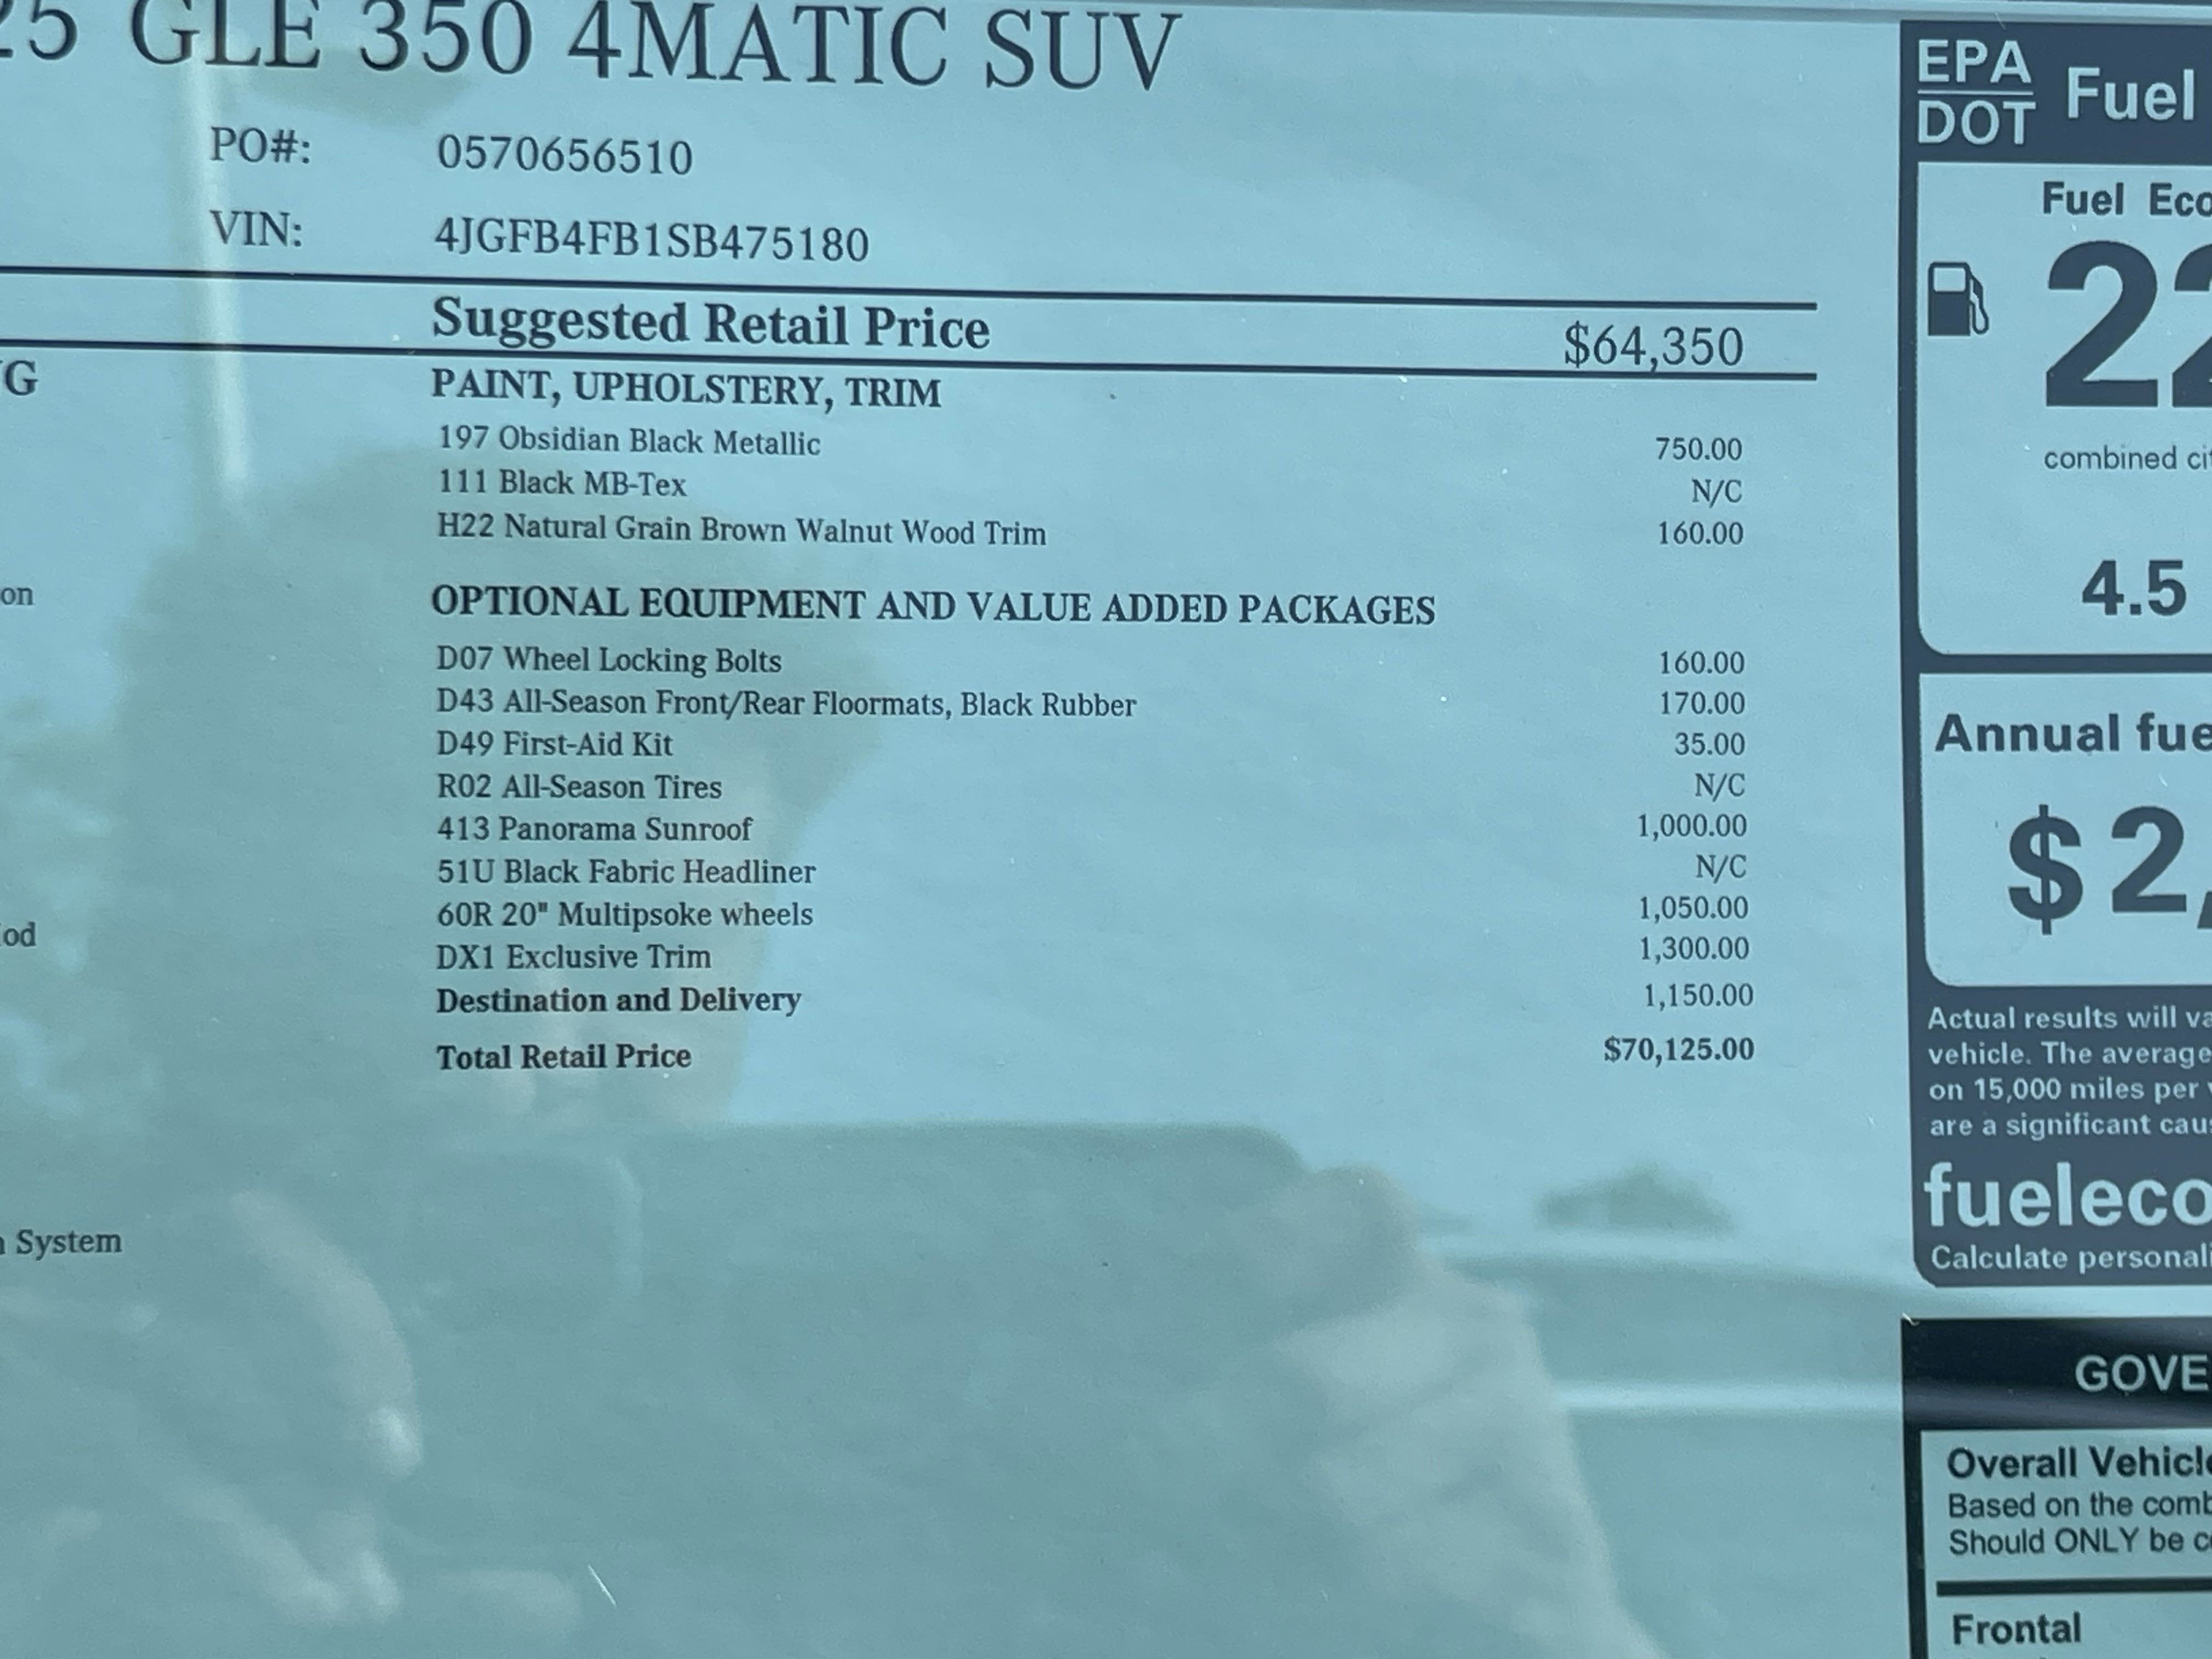 25 GLE 350 4MATIC SUV
PO#: 0570656510
VIN: 4JGFB4FB1SB475180
Suggested Retail Price $64,350
G
PAINT, UPHOLSTERY, TRIM
197 Obsidian Black Metallic 750.00
111 Black MB-Tex N/C
H22 Natural Grain Brown Walnut Wood Trim 160.00
on
OPTIONAL EQUIPMENT AND VALUE ADDED PACKAGES
D07 Wheel Locking Bolts 160.00
D43 All-Season Front/Rear Floormats, Black Rubber 170.00
D49 First-Aid Kit 35.00
R02 All-Season Tires N/C
413 Panorama Sunroof 1,000.00
51U Black Fabric Headliner N/C
60R 20" Multipsoke wheels 1,050.00
od
DX1 Exclusive Trim 1,300.00
Destination and Delivery 1,150.00
Total Retail Price $70,125.00
System
EPA
DOT
Fuel
Fuel Eco
22
combined cit
4.5
Annual fue
$2,
Actual results will va
vehicle. The average
on 15,000 miles per
are a significant caus
fueleco
Calculate personali
GOVE
Overall Vehicle
Based on the comb
Should ONLY be c
Frontal